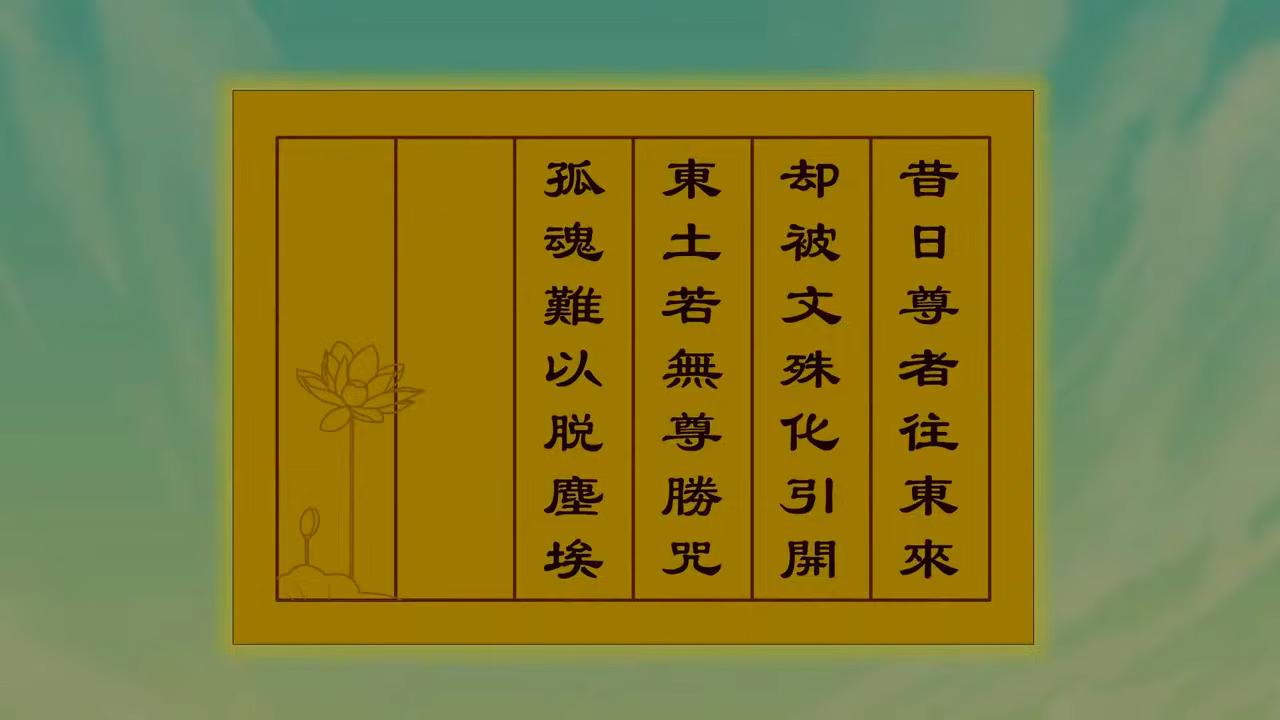 昔日尊者往東來
却被文殊化引開
東土若無尊勝咒
孤魂難以脱塵埃